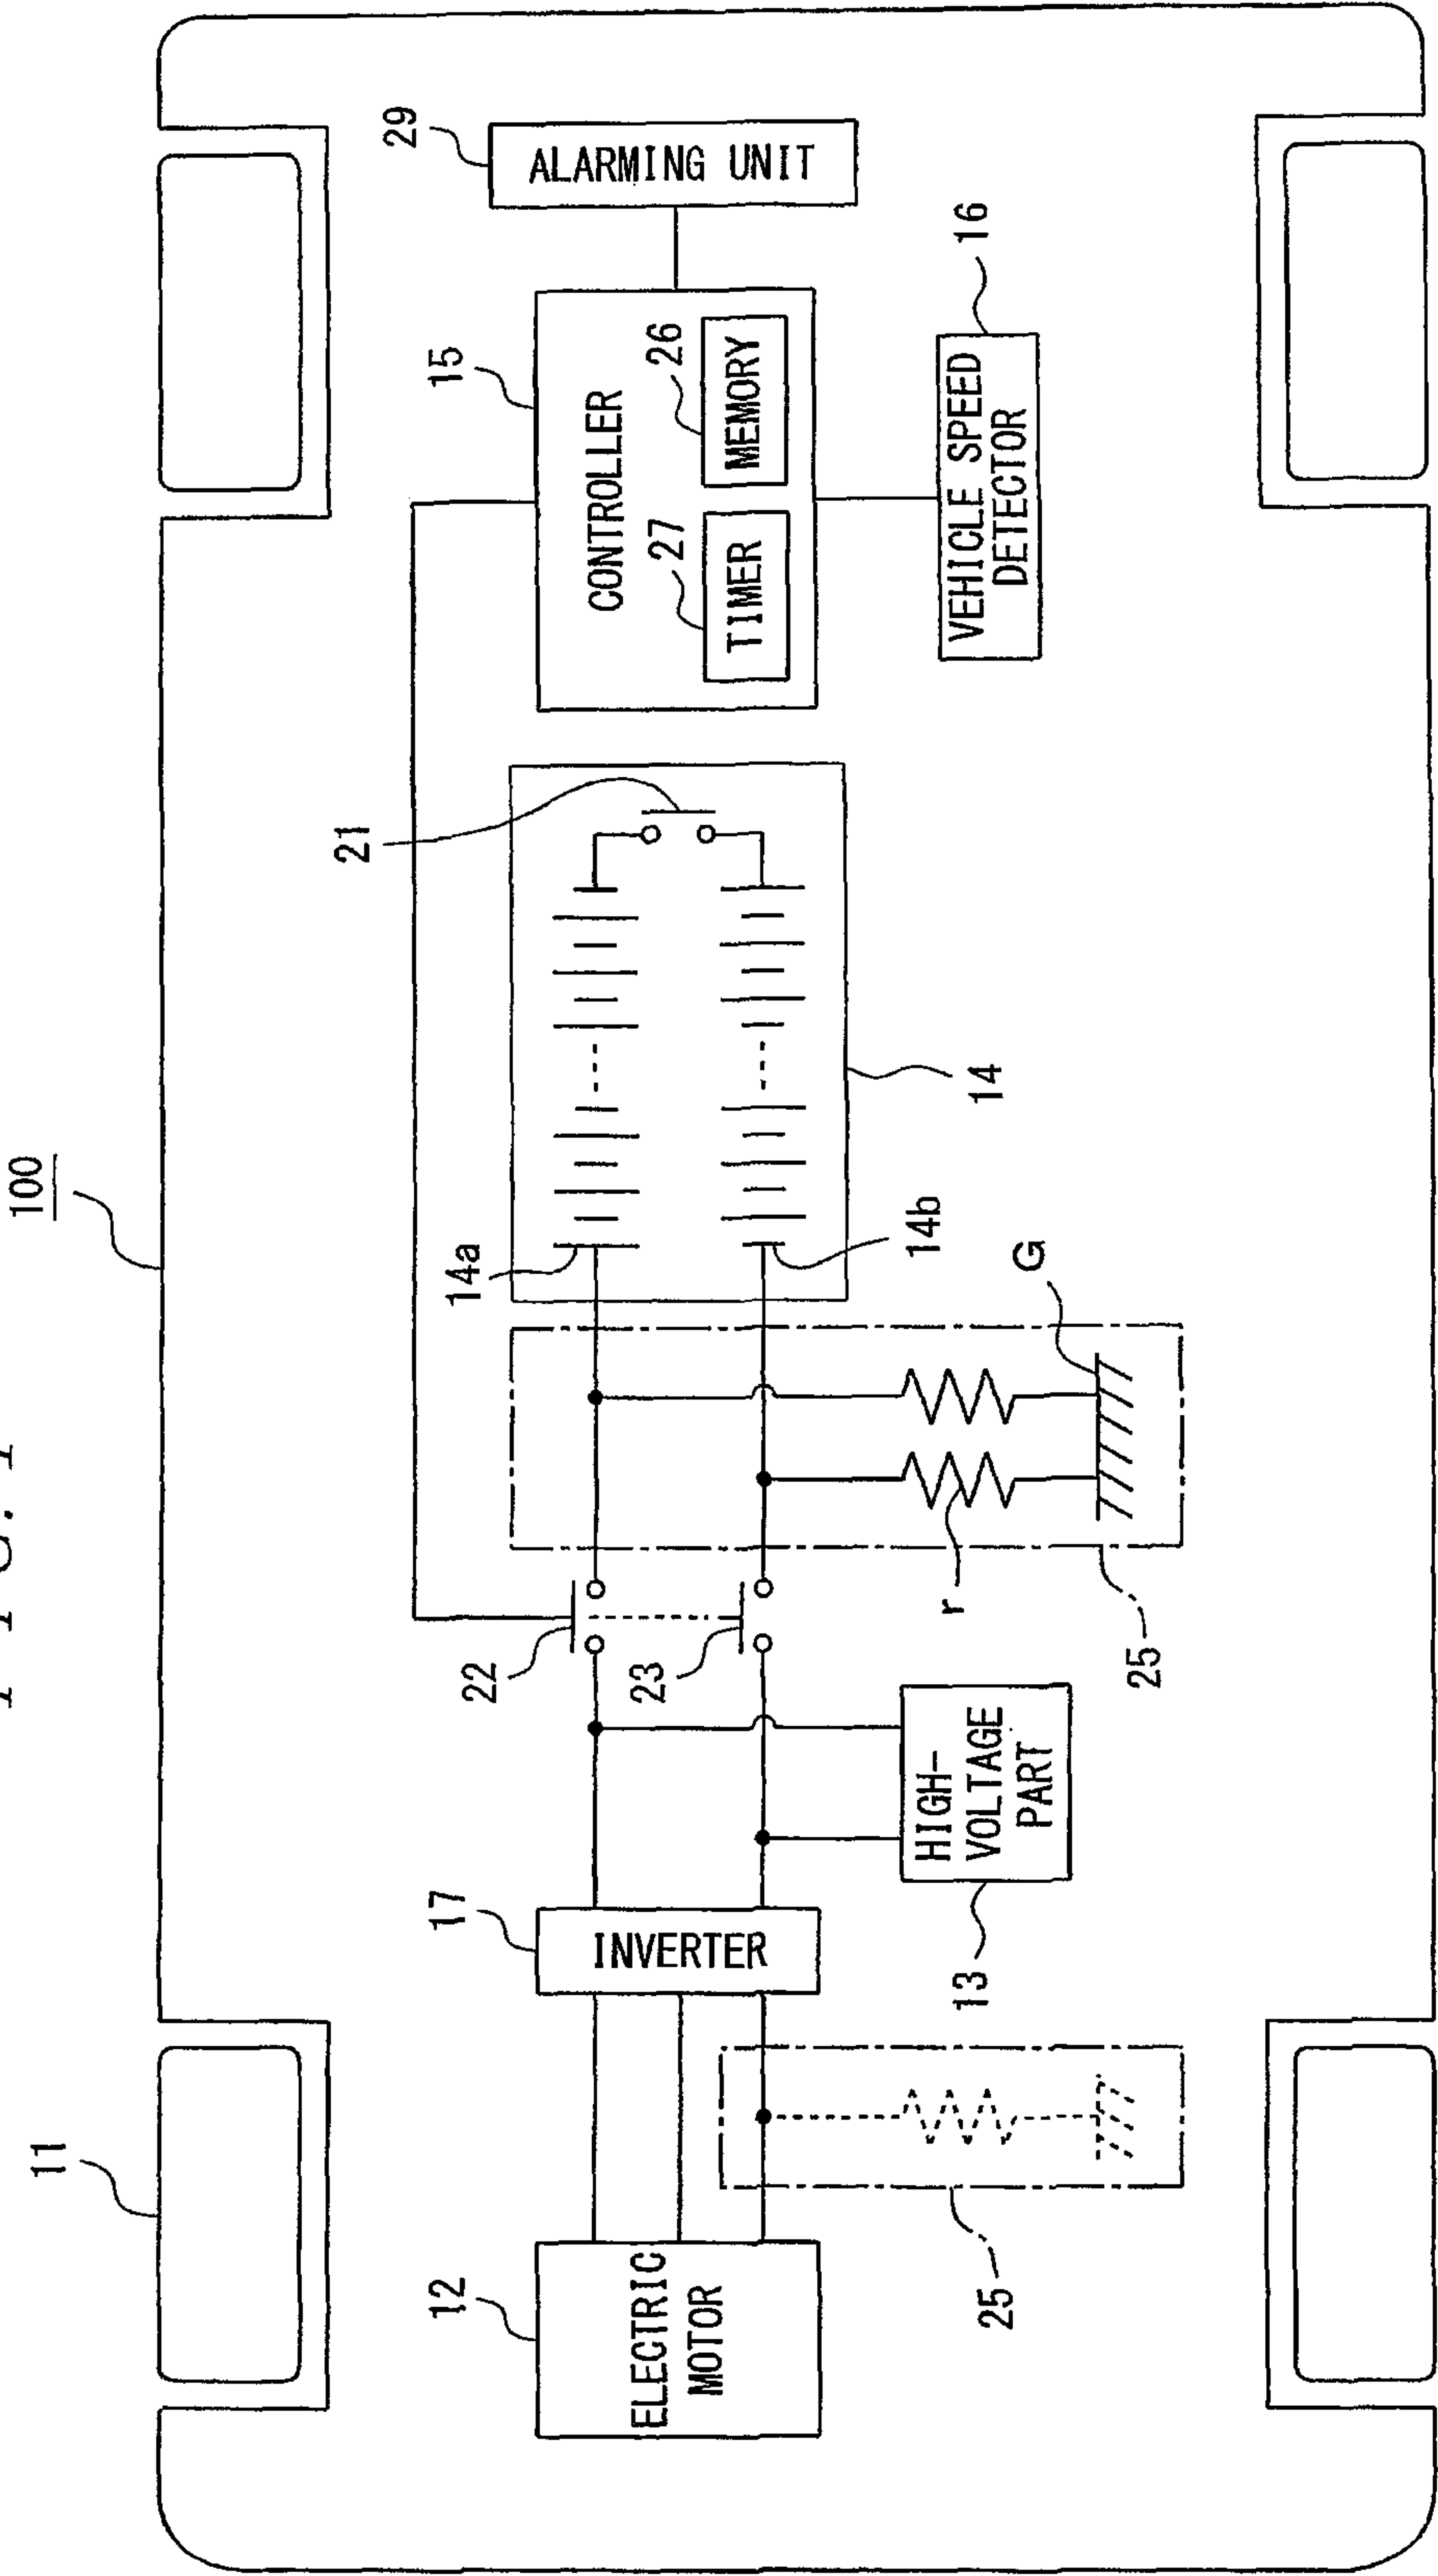 100
11
12
ELECTRIC
MOTOR
17
INVERTER
13
HIGH-
VOLTAGE
PART
25
25
22
23
r
G
14a
14b
14
21
15
CONTROLLER
27
TIMER
26
MEMORY
16
VEHICLE SPEED
DETECTOR
29
ALARMING UNIT